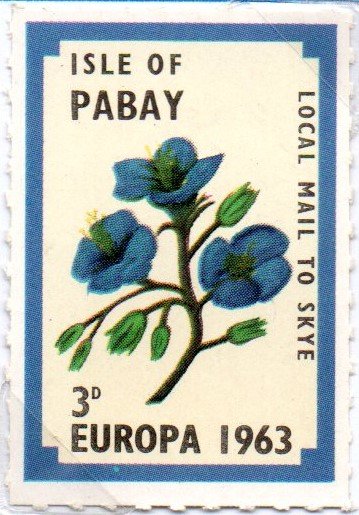 ISLE OF
PABAY
LOCAL MAIL TO SKYE
3D
EUROPA 1963